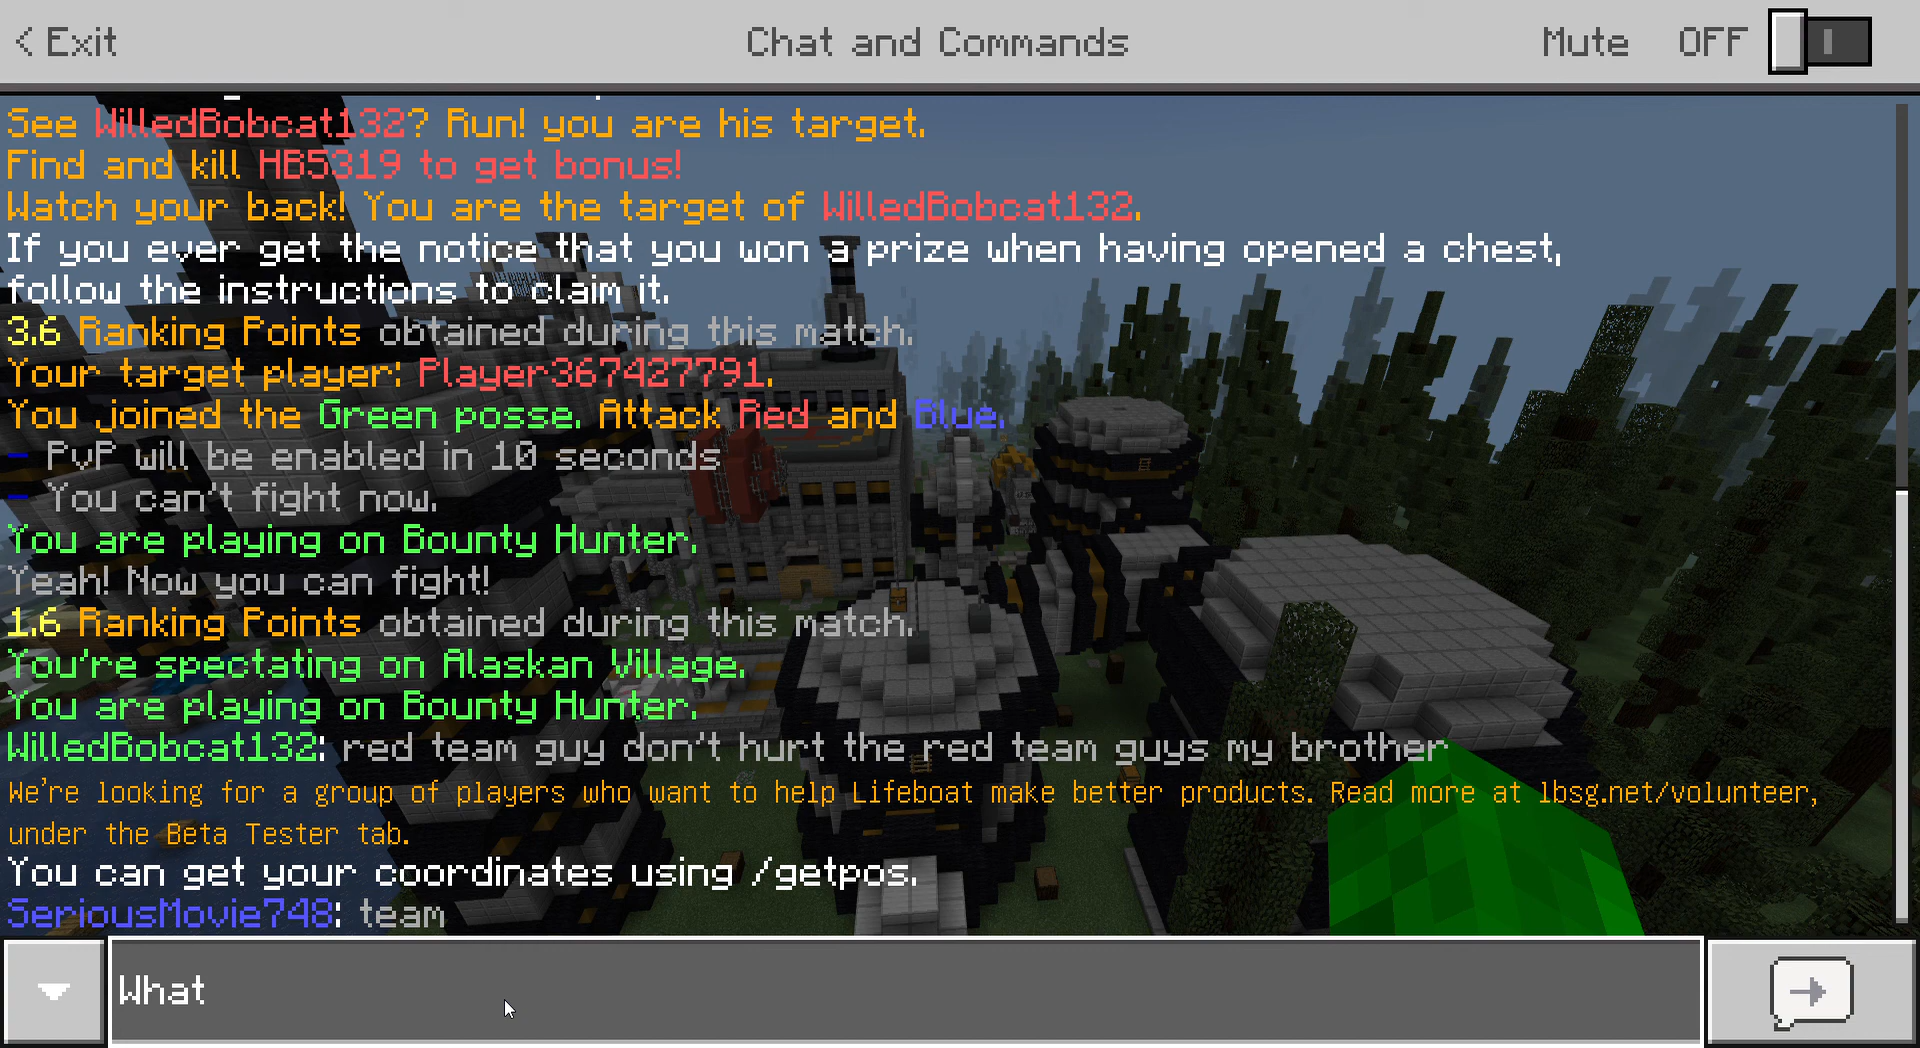 Exit
Chat and Commands
Mute OFF
See WilledBobcat132? Run! you are his target.
Find and kill HB5319 to get bonus!
Watch your back! You are the target of WilledBobcat132.
If you ever get the notice that you won a prize when having opened a chest,
follow the instructions to claim it.
3.6 Ranking Points obtained during this match.
Your target player: Player367427791.
You joined the Green posse. Attack Red and Blue.
- PvP will be enabled in 10 seconds
- You can't fight now.
You are playing on Bounty Hunter.
Yeah! Now you can fight!
1.6 Ranking Points obtained during this match.
You're spectating on Alaskan Village.
You are playing on Bounty Hunter.
WilledBobcat132: red team guy don't hurt the red team guys my brother
We're looking for a group of players who want to help Lifeboat make better products. Read more at lbsg.net/volunteer,
under the Beta Tester tab.
You can get your coordinates using /getpos.
SeriousMovie748: team
What